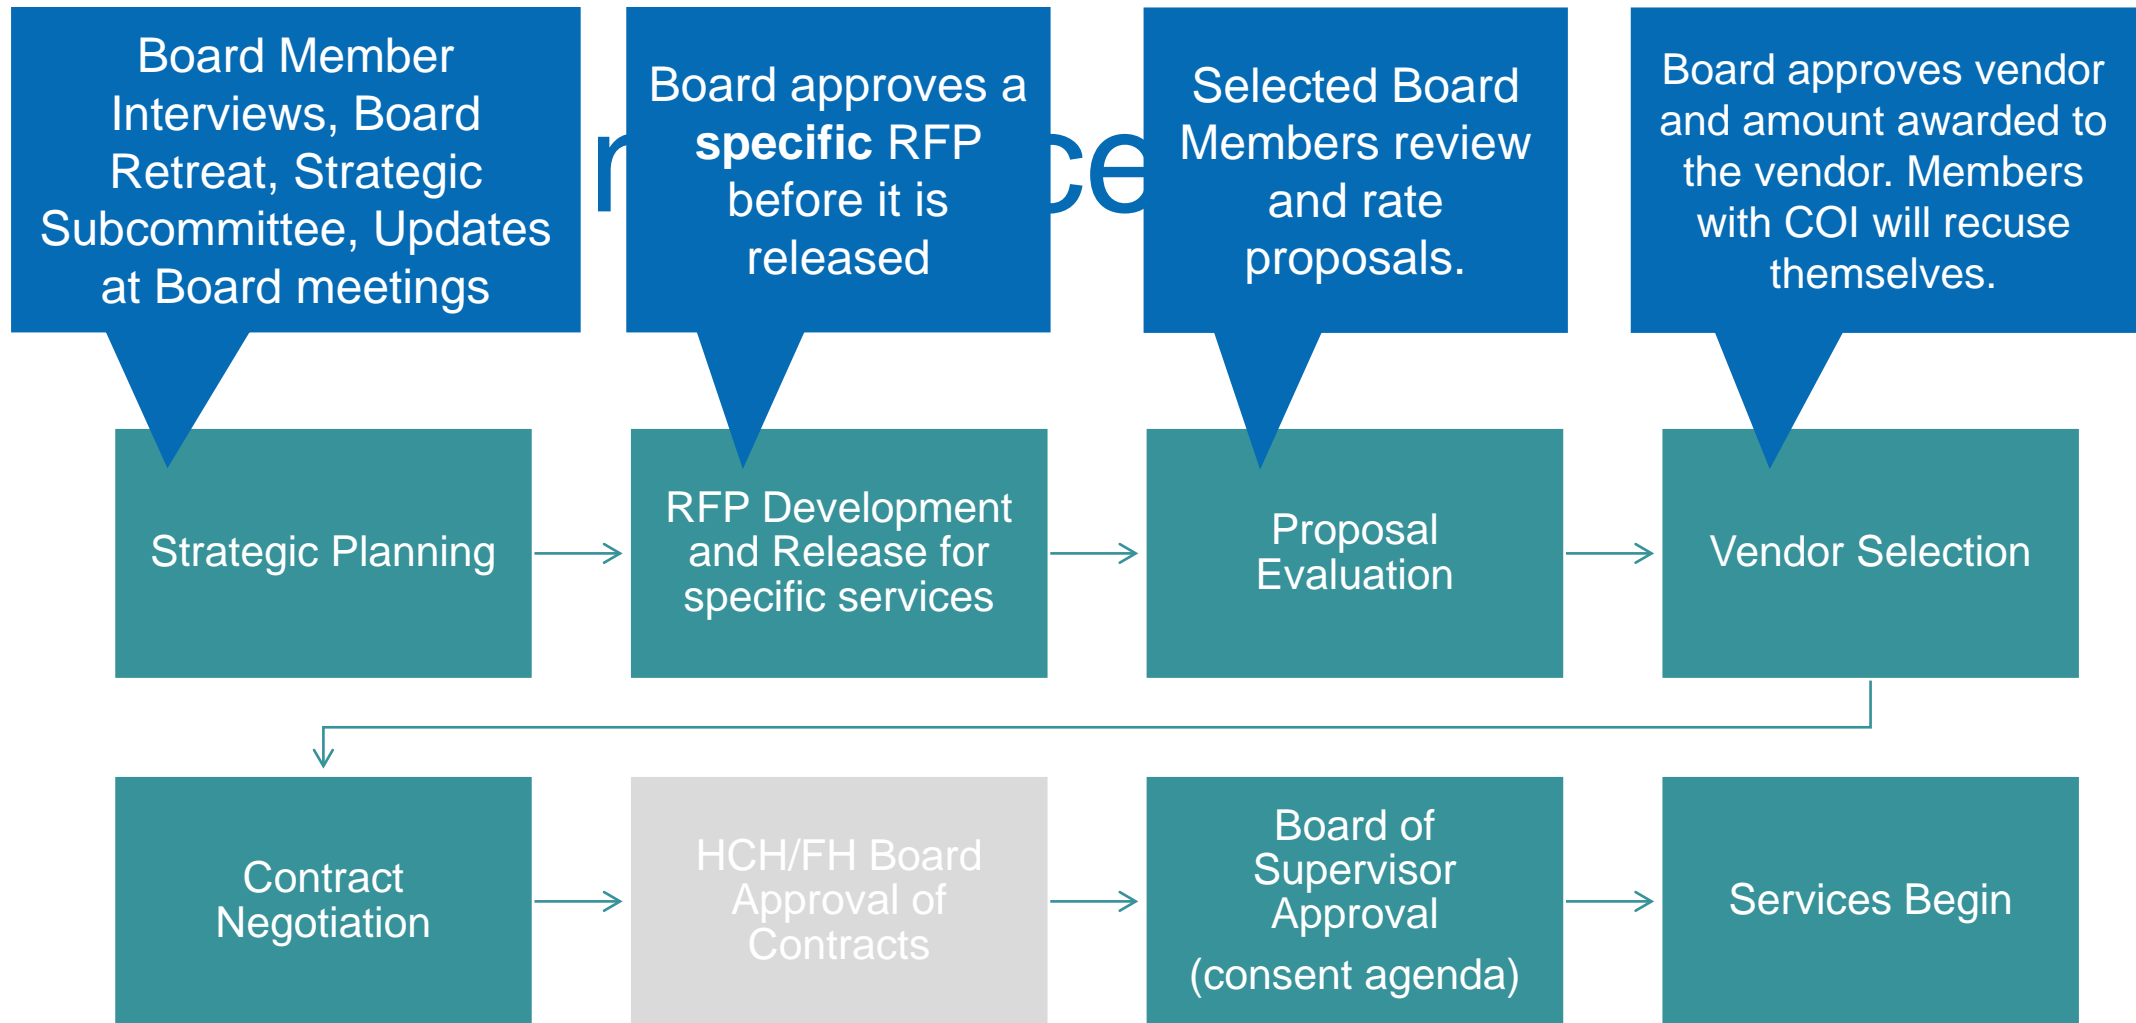 Board Member
Interviews, Board
Retreat, Strategic
Subcommittee, Updates
at Board meetings
Board approves a
specific RFP
before it is
released
Selected Board
Members review
and rate
proposals.
Board approves vendor
and amount awarded to
the vendor. Members
with COI will recuse
themselves.
Strategic Planning
RFP Development
and Release for
specific services
Proposal
Evaluation
Vendor Selection
Contract
Negotiation
HCH/FH Board
Approval of
Contracts
Board of
Supervisor
Approval
(consent agenda)
Services Begin